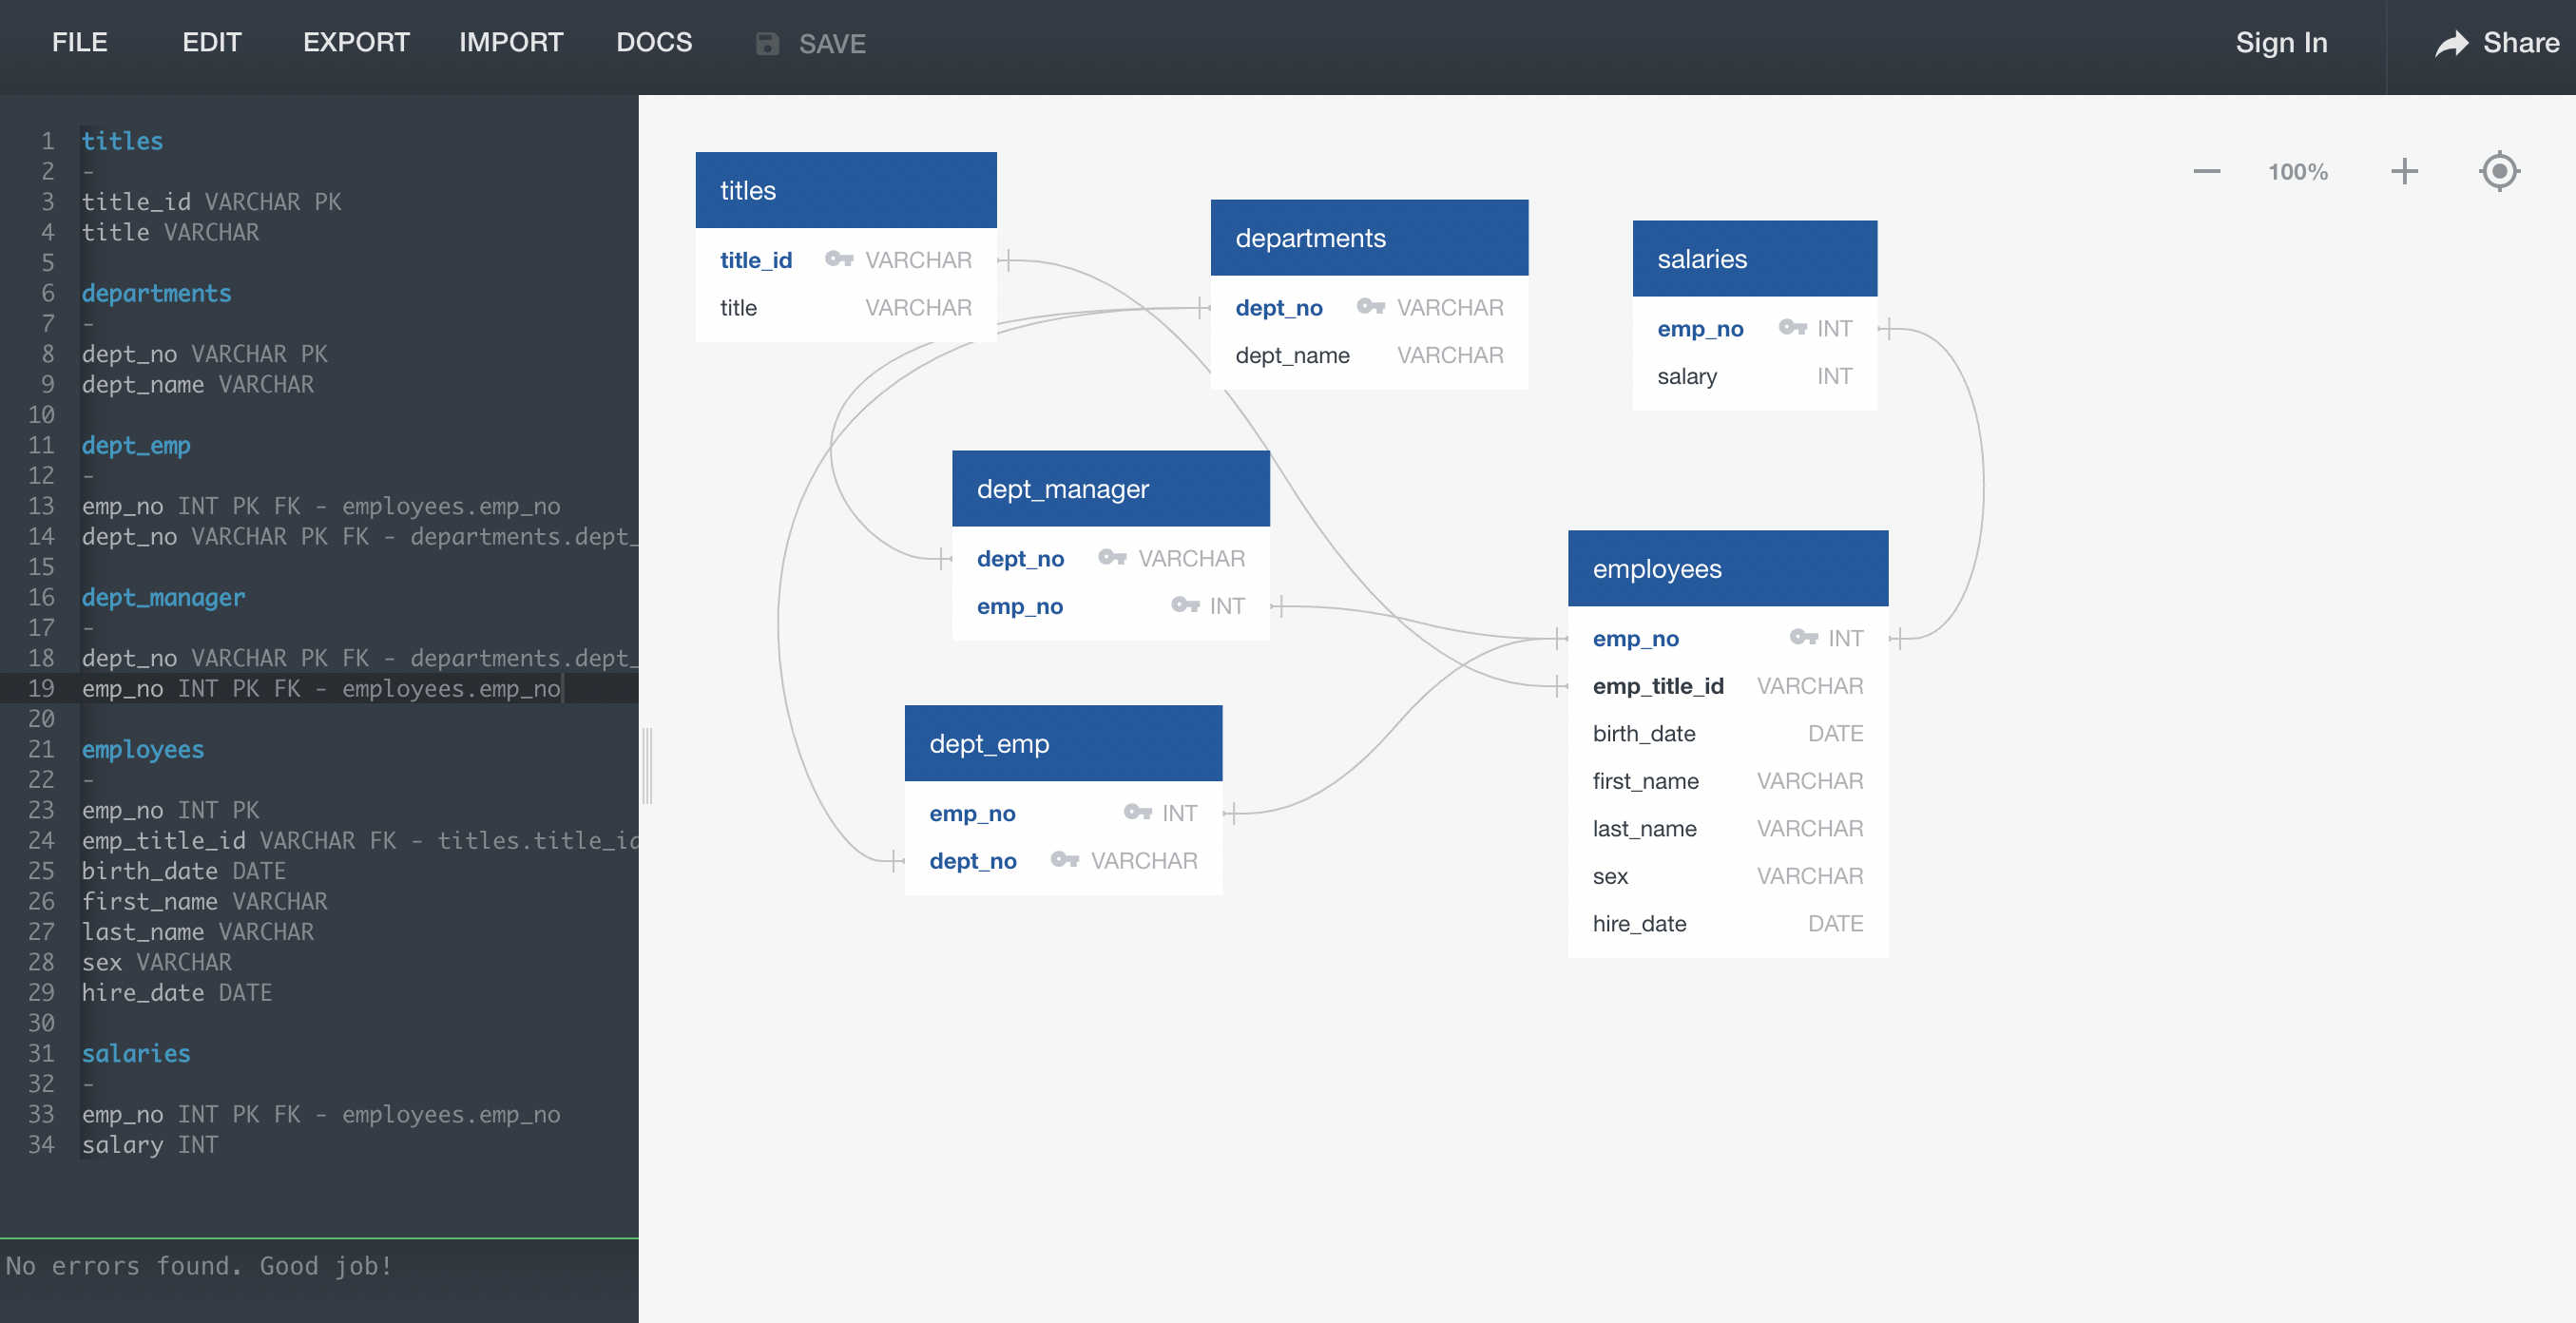 FILE EDIT EXPORT IMPORT DOCS SAVE Sign In Share
1 titles
2 -
3 title_id VARCHAR PK
4 title VARCHAR
5
6 departments
7 -
8 dept_no VARCHAR PK
9 dept_name VARCHAR
10
11 dept_emp
12 -
13 emp_no INT PK FK - employees.emp_no
14 dept_no VARCHAR PK FK - departments.dept_
15
16 dept_manager
17 -
18 dept_no VARCHAR PK FK - departments.dept_
19 emp_no INT PK FK - employees.emp_no
20
21 employees
22 -
23 emp_no INT PK
24 emp_title_id VARCHAR FK - titles.title_id
25 birth_date DATE
26 first_name VARCHAR
27 last_name VARCHAR
28 sex VARCHAR
29 hire_date DATE
30
31 salaries
32 -
33 emp_no INT PK FK - employees.emp_no
34 salary INT
No errors found. Good job!
100%
titles
title_id VARCHAR
title VARCHAR
departments
dept_no VARCHAR
dept_name VARCHAR
salaries
emp_no INT
salary INT
dept_manager
dept_no VARCHAR
emp_no INT
employees
emp_no INT
emp_title_id VARCHAR
birth_date DATE
first_name VARCHAR
last_name VARCHAR
sex VARCHAR
hire_date DATE
dept_emp
emp_no INT
dept_no VARCHAR